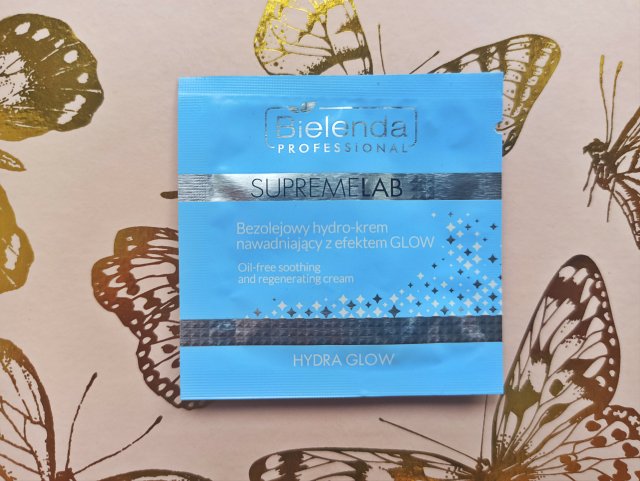 Bielenda
PROFESSIONAL
SUPREMELAB
Bezolejowy hydro-krem
nawadniający z efektem GLOW
Oil-free soothing
and regenerating cream
HYDRA GLOW